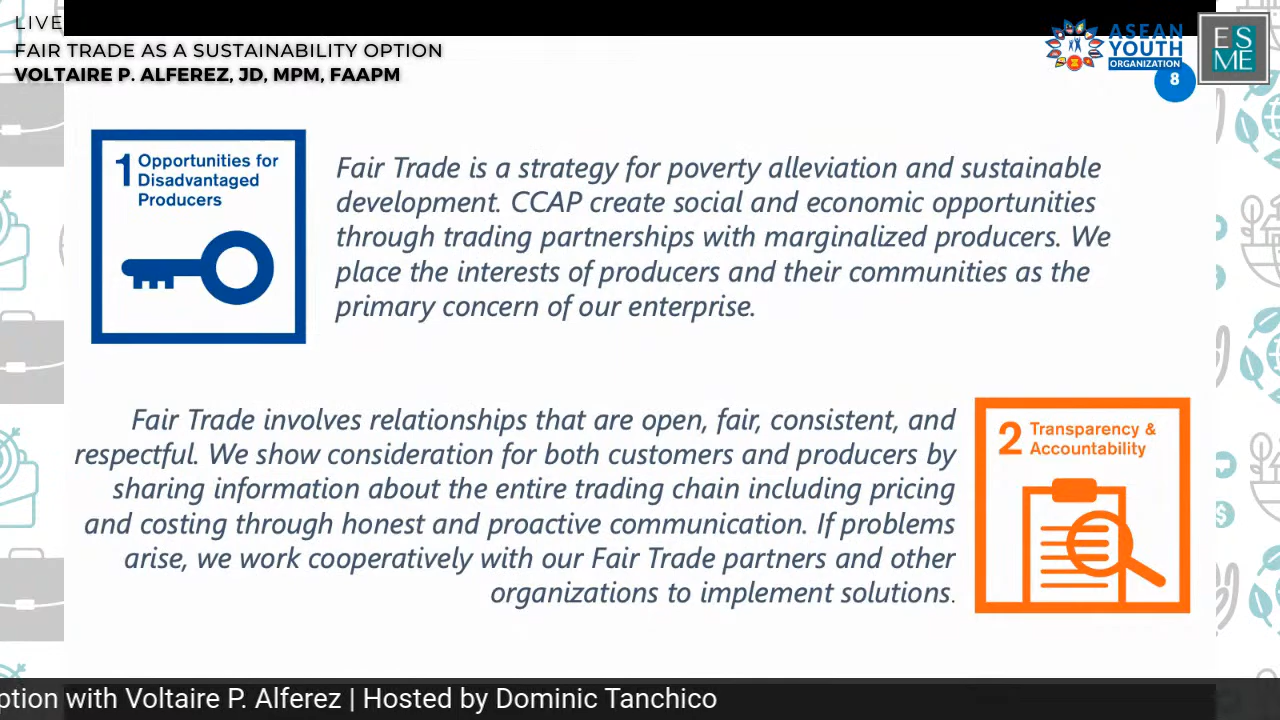 LIVE
FAIR TRADE AS A SUSTAINABILITY OPTION
VOLTAIRE P. ALFEREZ, JD, MPM, FAAPM
ASEAN
YOUTH
ORGANIZATION
ES
ME
8
1 Opportunities for
Disadvantaged
Producers
Fair Trade is a strategy for poverty alleviation and sustainable
development. CCAP create social and economic opportunities
through trading partnerships with marginalized producers. We
place the interests of producers and their communities as the
primary concern of our enterprise.
Fair Trade involves relationships that are open, fair, consistent, and
respectful. We show consideration for both customers and producers by
sharing information about the entire trading chain including pricing
and costing through honest and proactive communication. If problems
arise, we work cooperatively with our Fair Trade partners and other
organizations to implement solutions.
2 Transparency &
Accountability
ption with Voltaire P. Alferez | Hosted by Dominic Tanchico